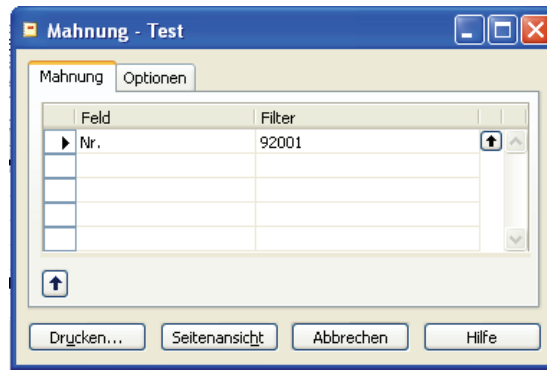 Mahnung - Test
Mahnung Optionen
Feld Filter
Nr. 92001
Drucken... Seitenansicht Abbrechen Hilfe